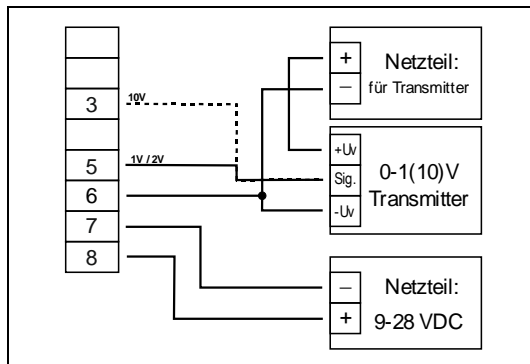 3
5
6
7
8
10V
1V / 2V
+
−
Netzteil:
für Transmitter
+Uv
Sig.
-Uv
0-1(10)V
Transmitter
−
+
Netzteil:
9-28 VDC